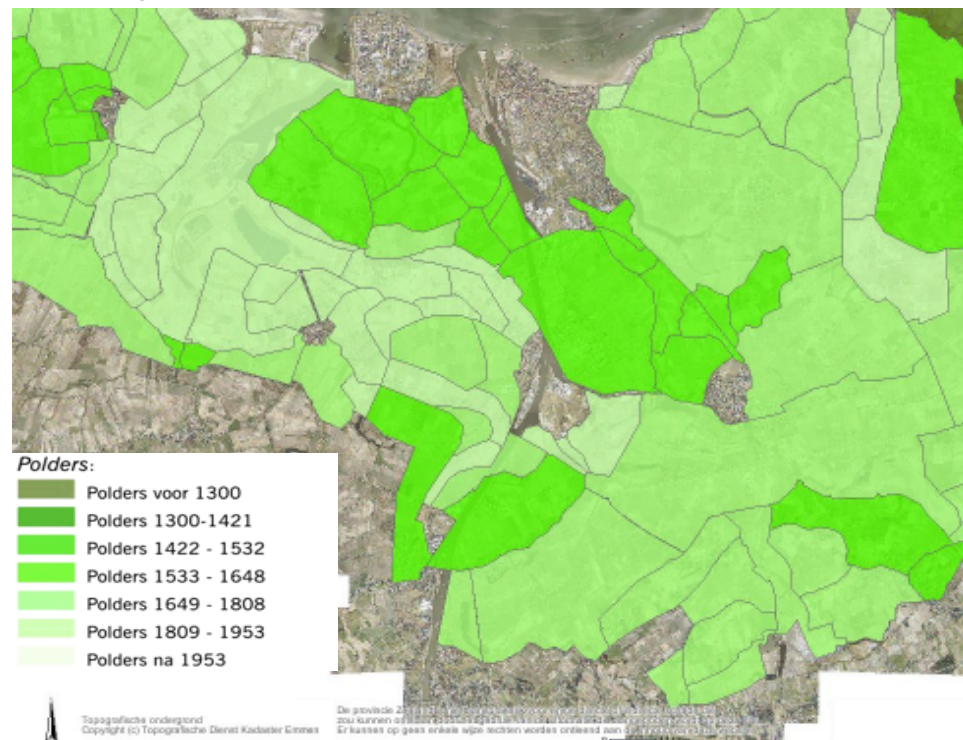 Polders:
Polders voor 1300
Polders 1300-1421
Polders 1422 - 1532
Polders 1533 - 1648
Polders 1649 - 1808
Polders 1809 - 1953
Polders na 1953
Topografische ondergrond
Copyright (c) Topografische Dienst Kadaster Emmen
De provincie
zou kunnen
Er kunnen op geen enkele wijze rechten worden ontleend aan